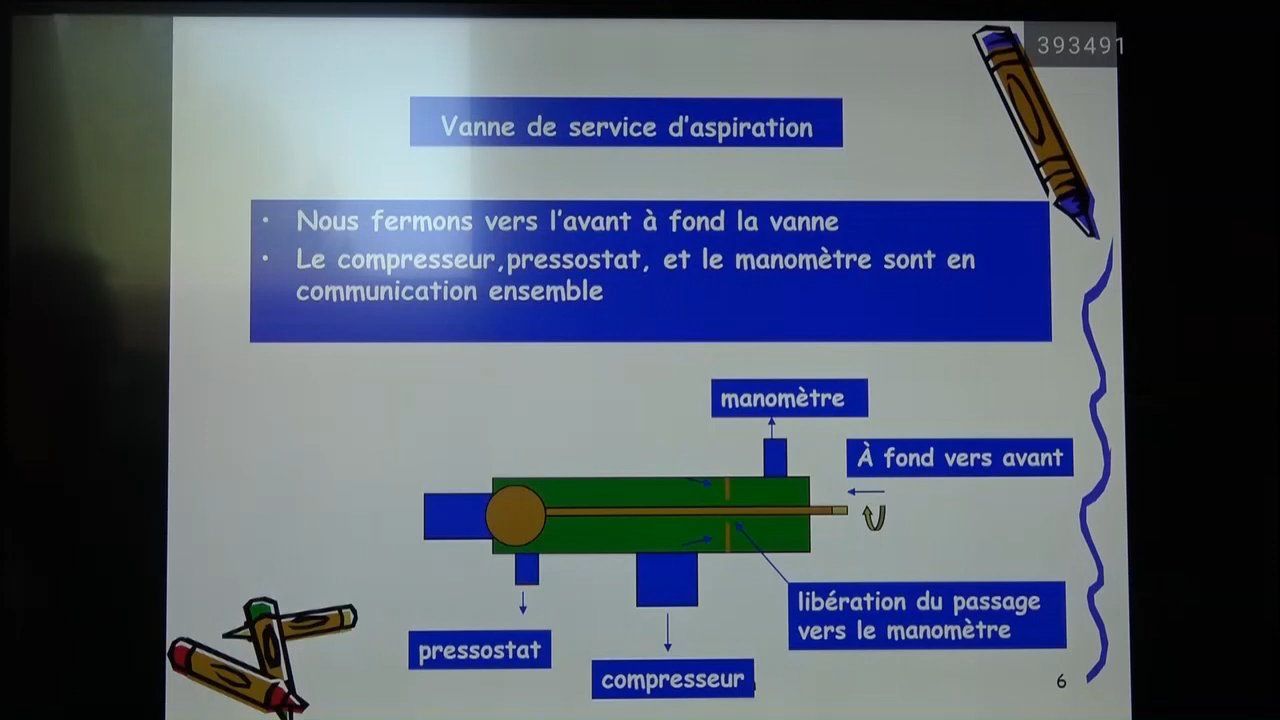 393491
Vanne de service d'aspiration
• Nous fermons vers l'avant à fond la vanne
• Le compresseur,pressostat, et le manomètre sont en
communication ensemble
manomètre
À fond vers avant
libération du passage
vers le manomètre
pressostat
compresseur
6